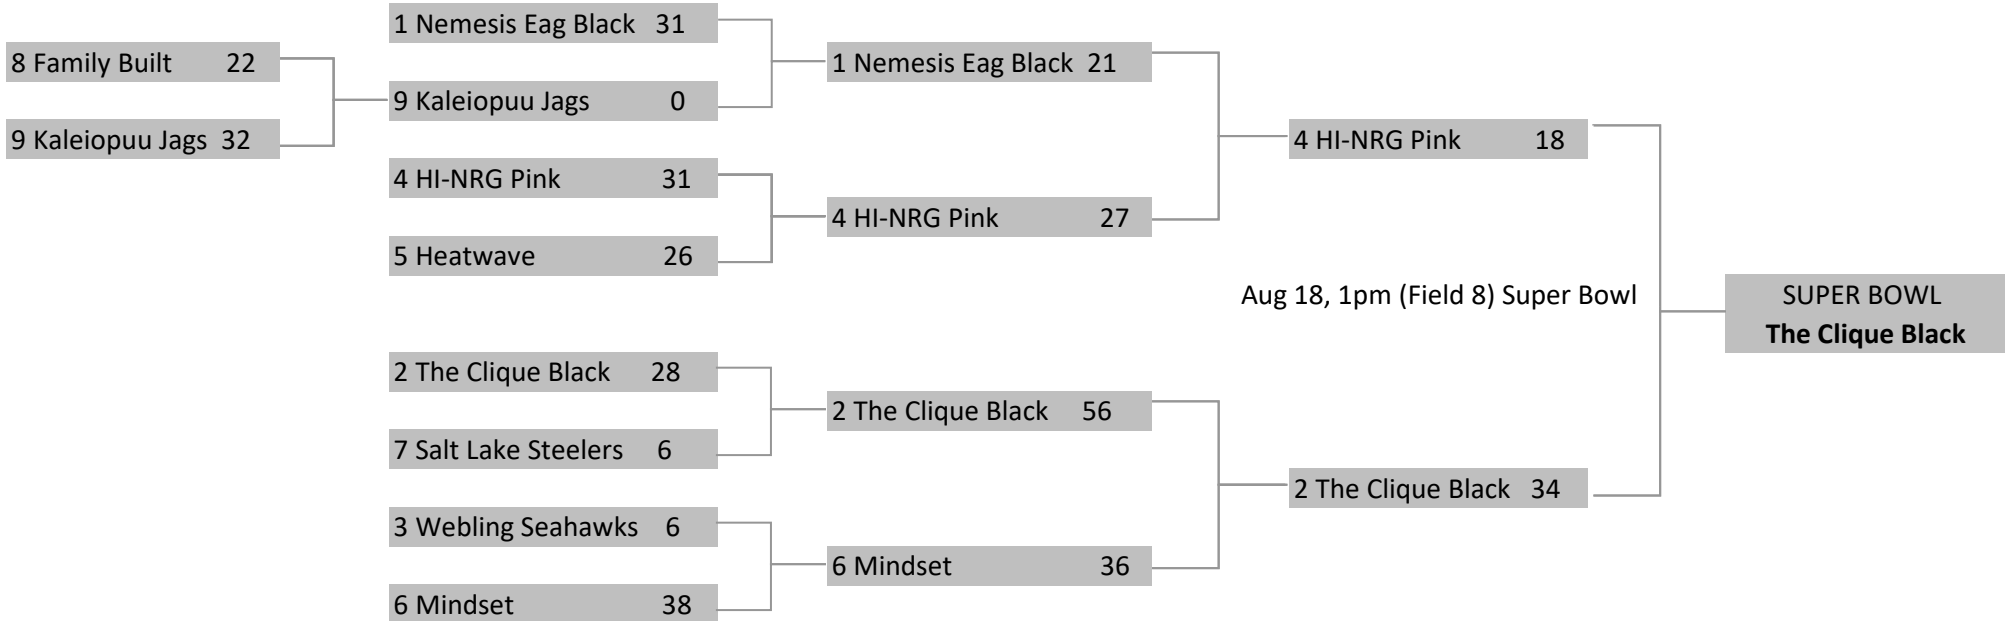 8 Family Built 22
9 Kaleiopuu Jags 32
1 Nemesis Eag Black 31
9 Kaleiopuu Jags 0
4 HI-NRG Pink 31
5 Heatwave 26
2 The Clique Black 28
7 Salt Lake Steelers 6
3 Webling Seahawks 6
6 Mindset 38
1 Nemesis Eag Black 21
4 HI-NRG Pink 27
2 The Clique Black 56
6 Mindset 36
4 HI-NRG Pink 18
Aug 18, 1pm (Field 8) Super Bowl
2 The Clique Black 34
SUPER BOWL
The Clique Black